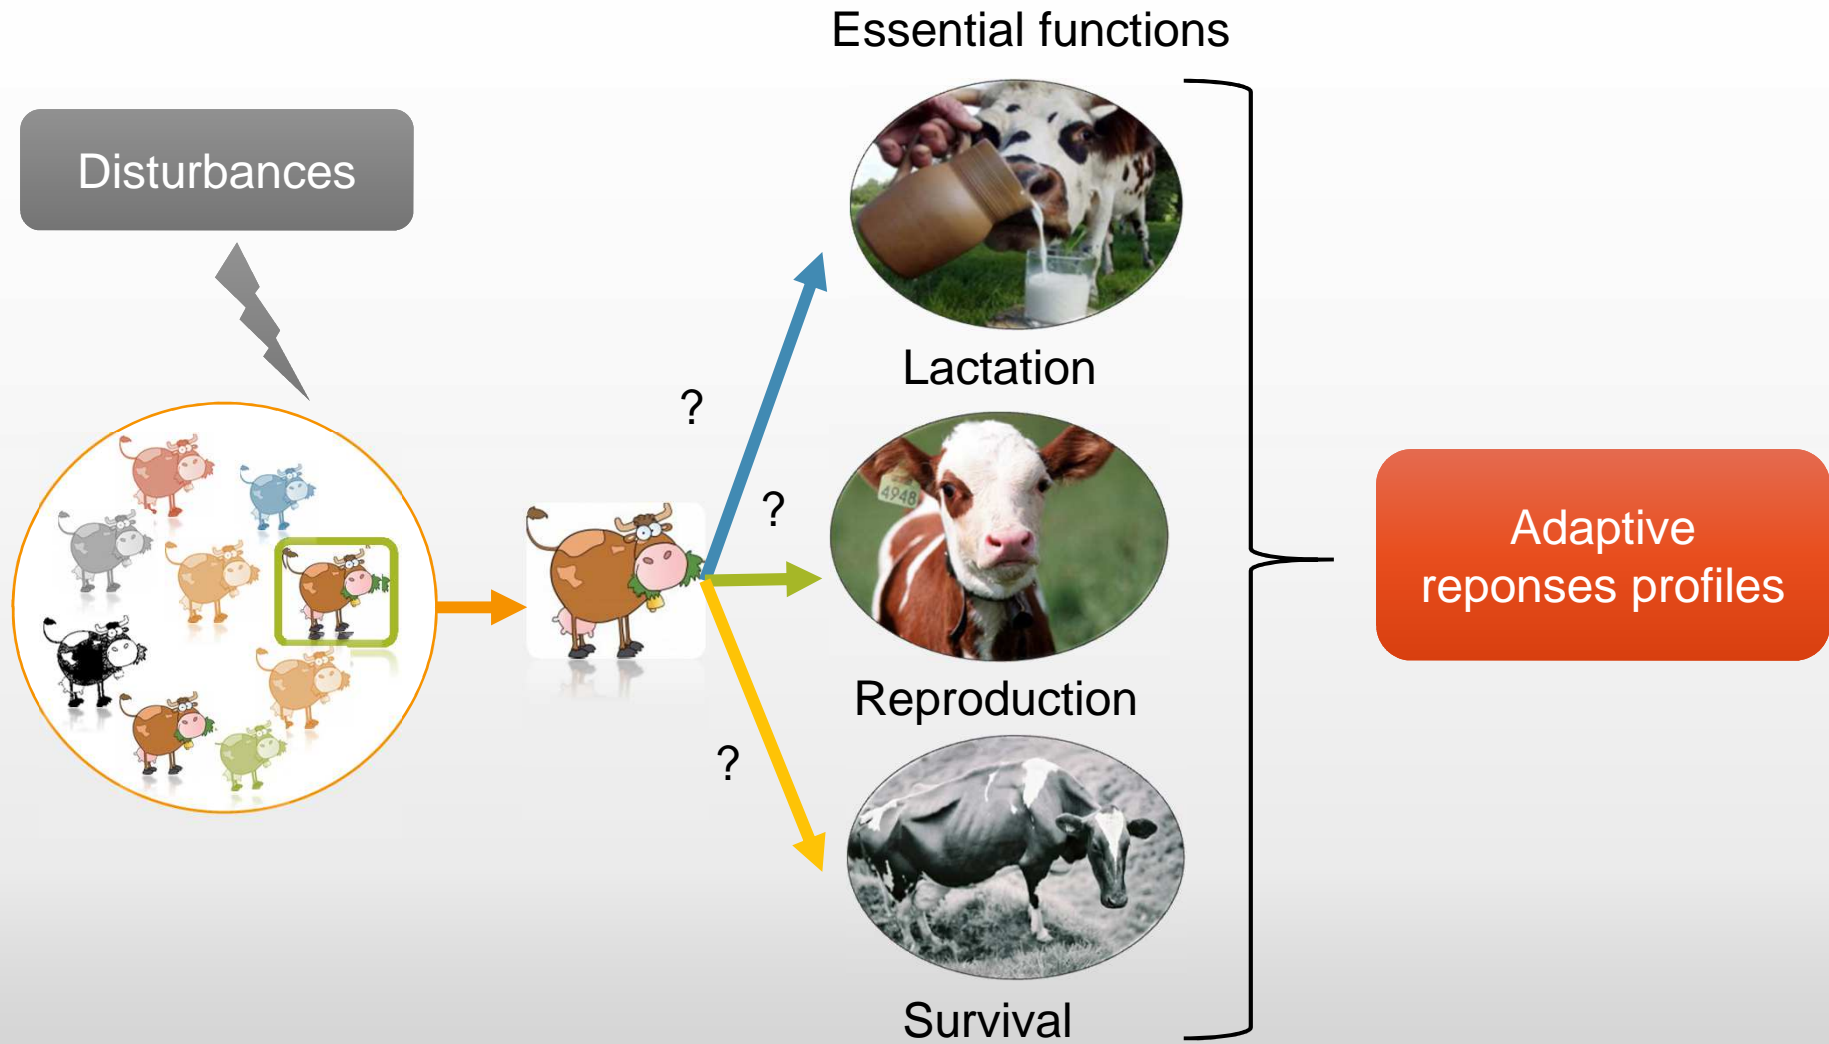 Essential functions
Disturbances
Lactation
?
4948
?
Reproduction
?
Survival
Adaptive
reponses profiles